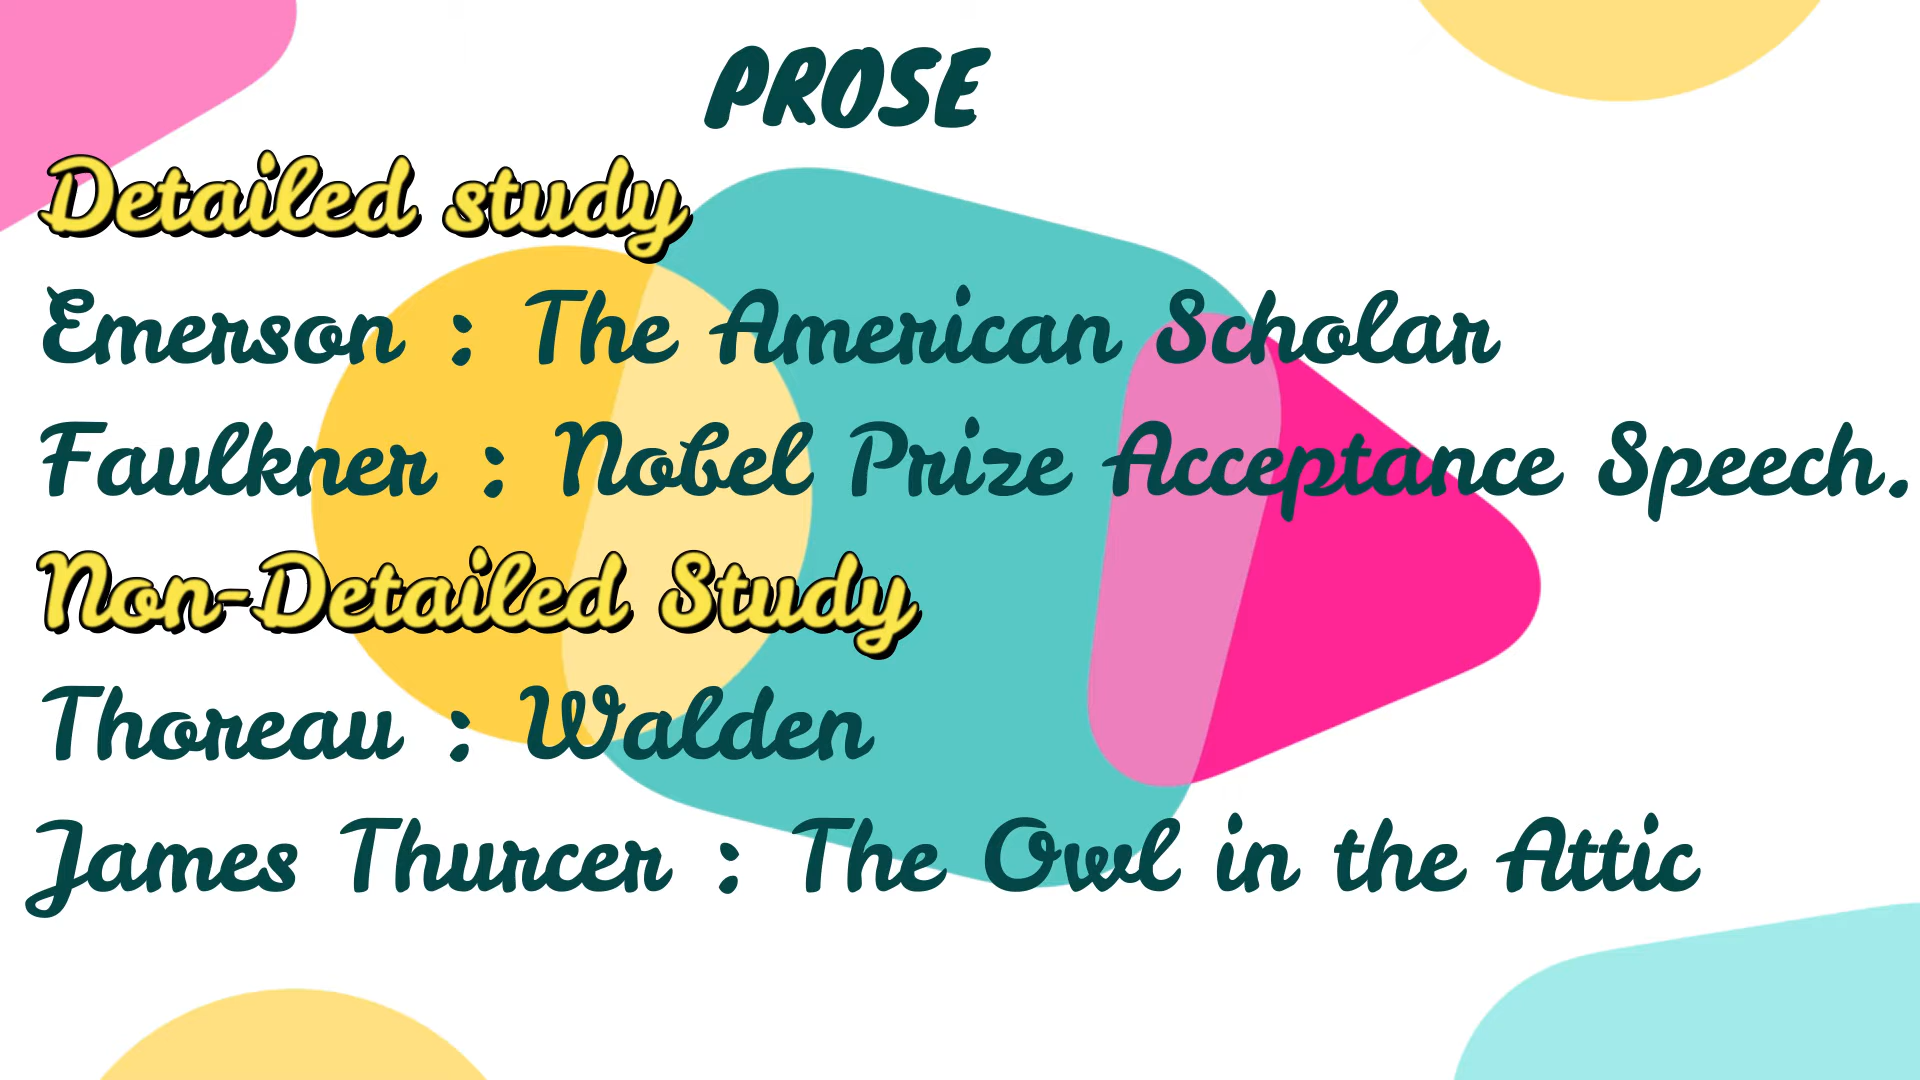 PROSE
Detailed study
Emerson : The American Scholar
Faulkner : Nobel Prize Acceptance Speech.
Non-Detailed Study
Thoreau : Walden
James Thurcer : The Owl in the Attic